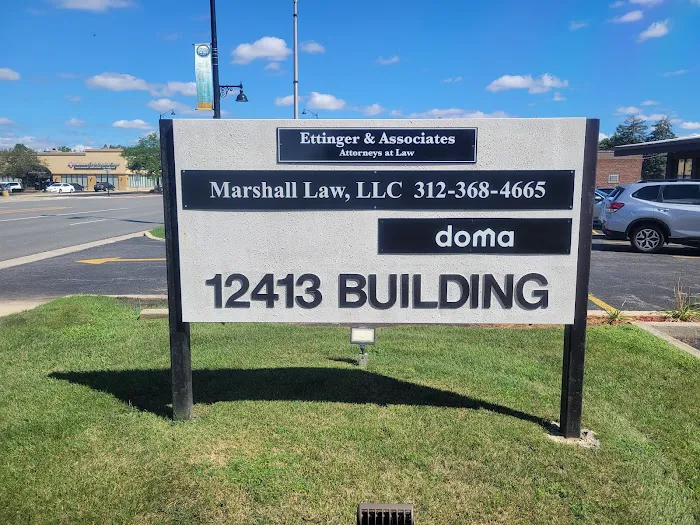 Ettinger & Associates
Attorneys at Law
Marshall Law, LLC 312-368-4665
doma
12413 BUILDING